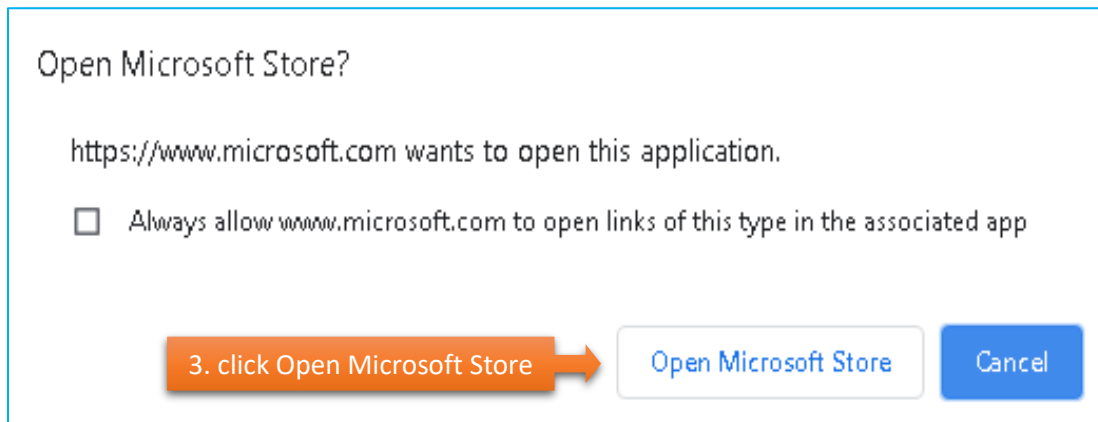 Open Microsoft Store?
https://www.microsoft.com wants to open this application.
Always allow www.microsoft.com to open links of this type in the associated app
3. click Open Microsoft Store
Open Microsoft Store
Cancel